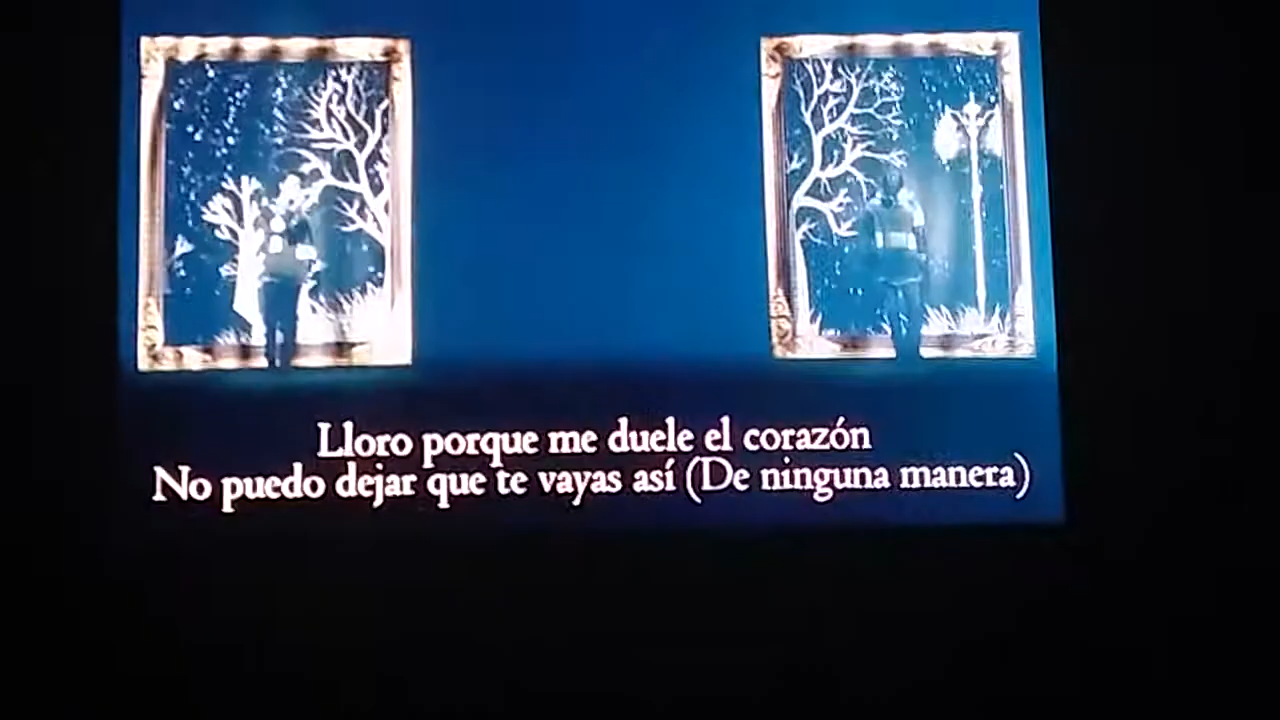 Lloro porque me duele el corazón
No puedo dejar que te vayas así (De ninguna manera)